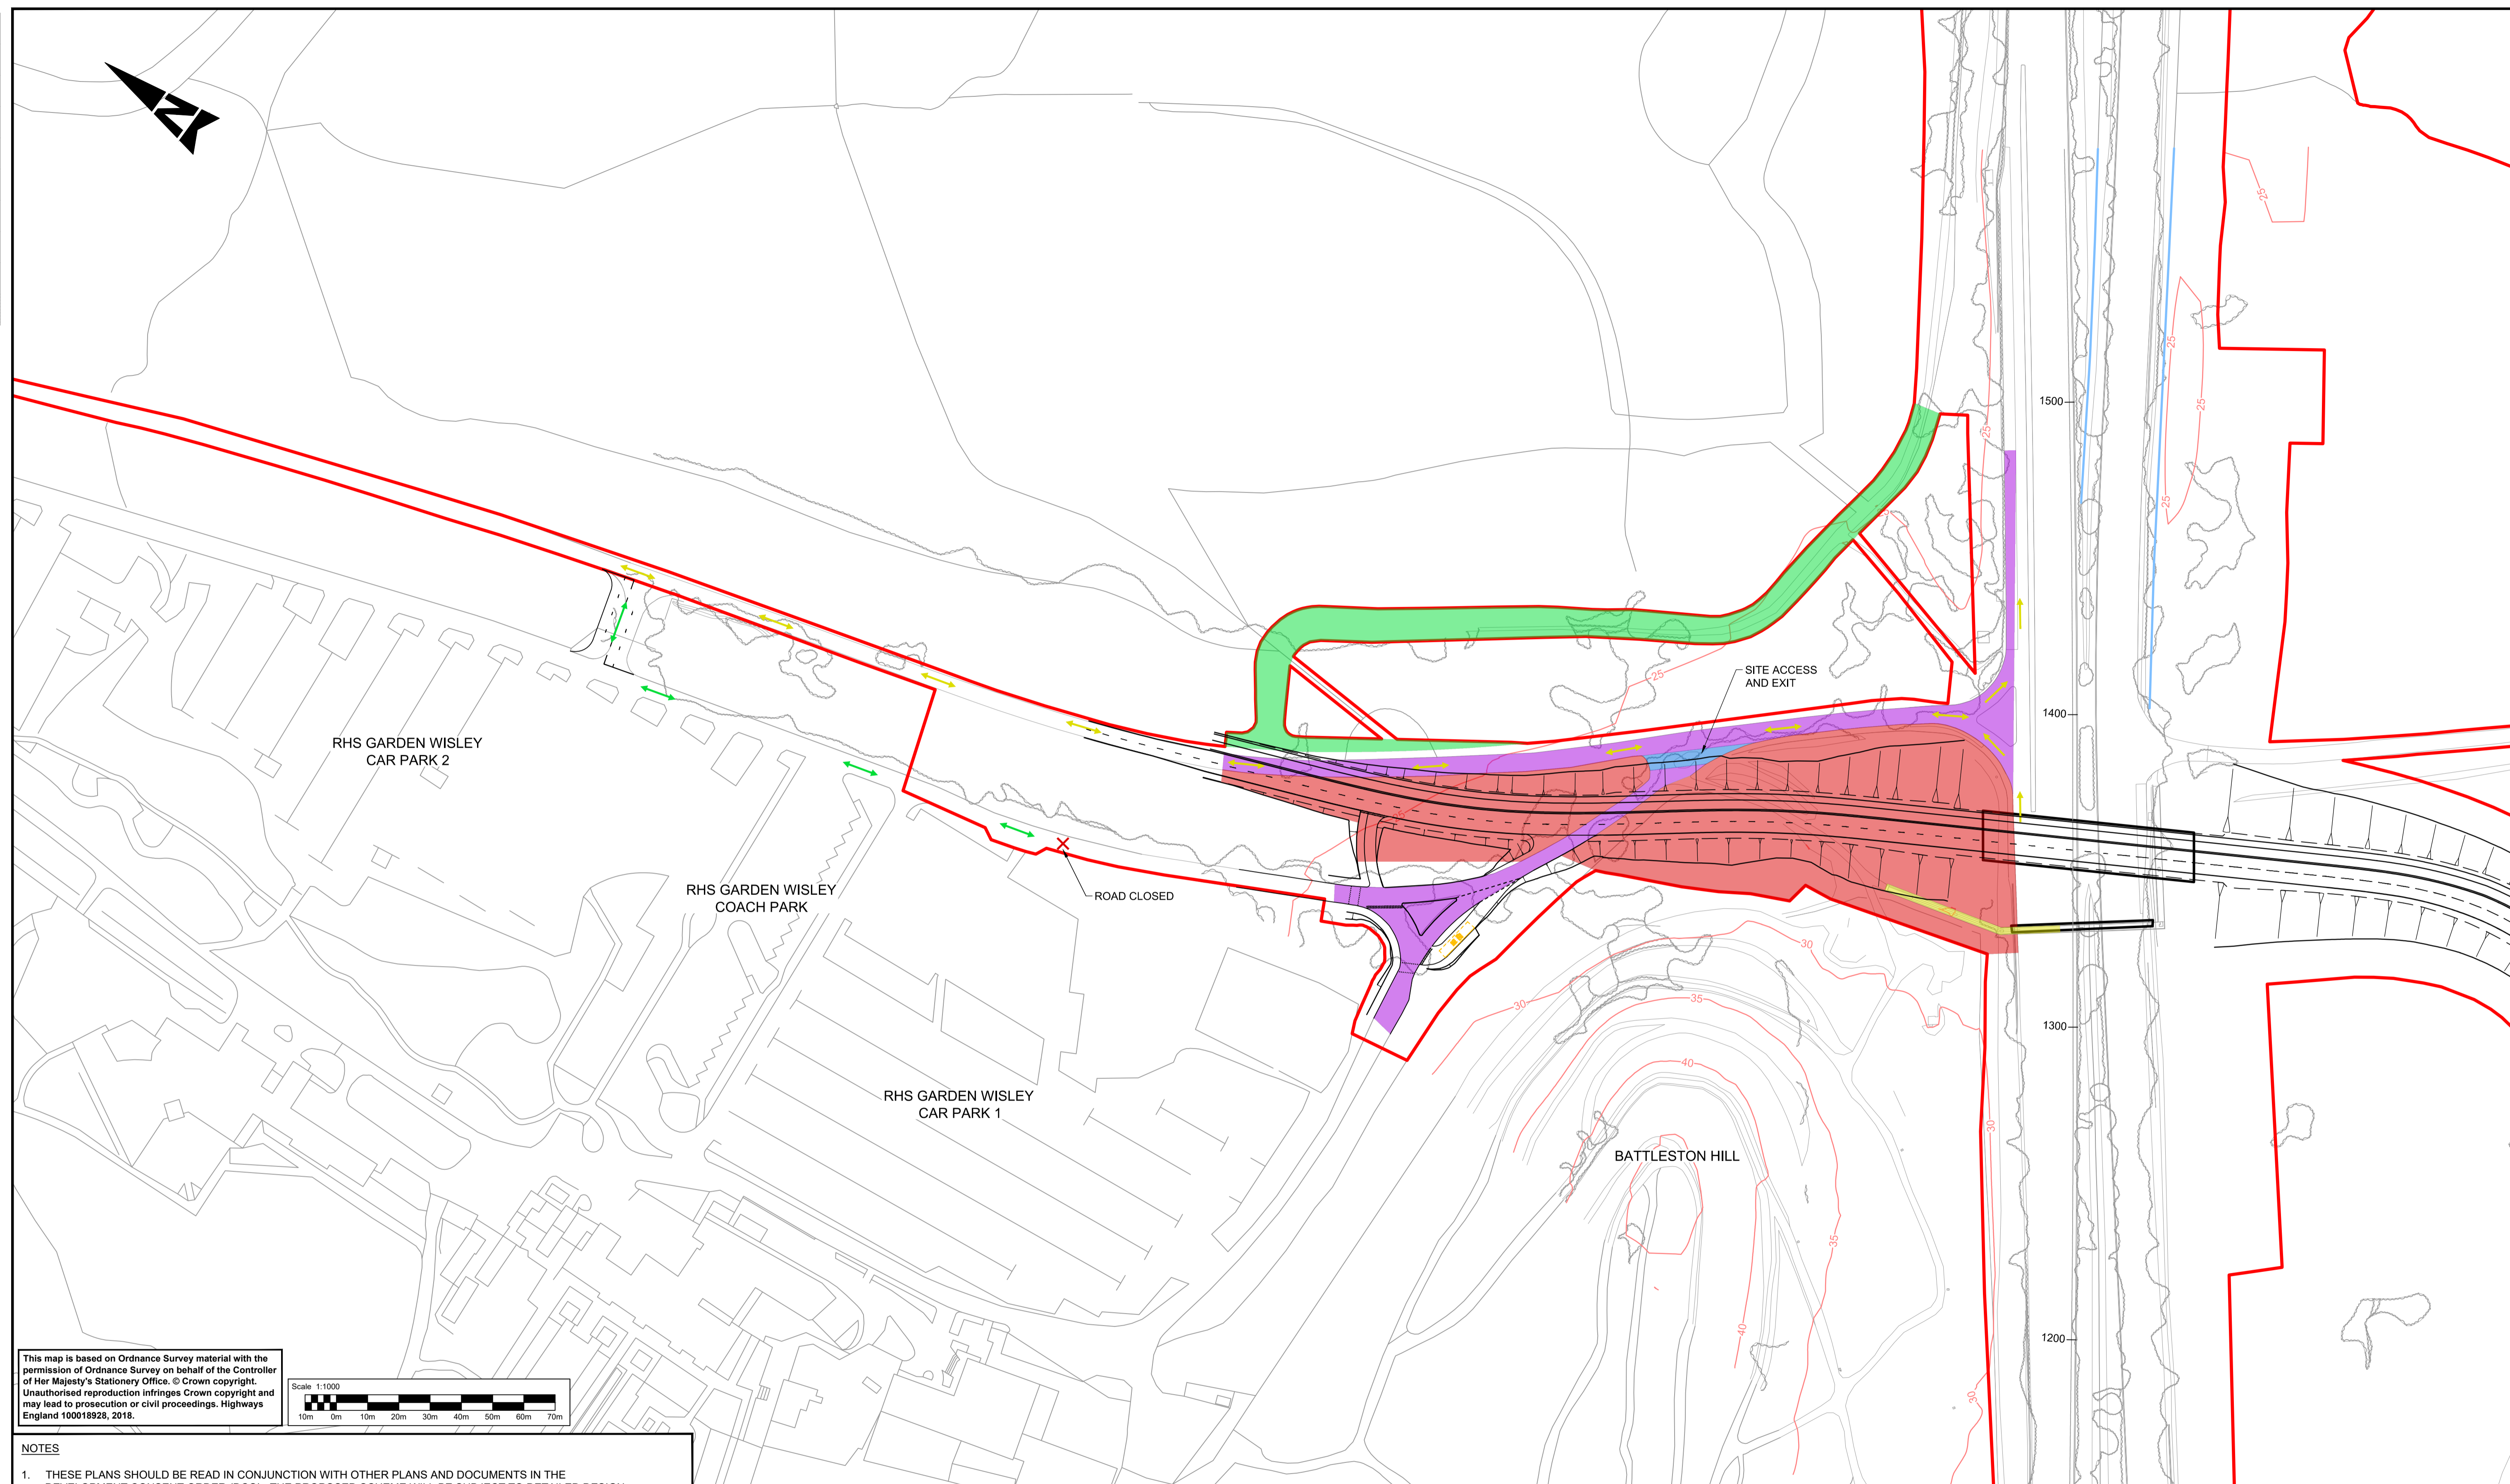 N
25
25
25
25
25
25
25
25
1500
1400
1300
1200
SITE ACCESS
AND EXIT
RHS GARDEN WISLEY
CAR PARK 2
RHS GARDEN WISLEY
COACH PARK
ROAD CLOSED
RHS GARDEN WISLEY
CAR PARK 1
30
30
35
40
BATTLESTON HILL
30
35
40
30
This map is based on Ordnance Survey material with the
permission of Ordnance Survey on behalf of the Controller
of Her Majesty's Stationery Office. © Crown copyright.
Unauthorised reproduction infringes Crown copyright and
may lead to prosecution or civil proceedings. Highways
England 100018928, 2018.
Scale 1:1000
10m 0m 10m 20m 30m 40m 50m 60m 70m
NOTES
1. THESE PLANS SHOULD BE READ IN CONJUNCTION WITH OTHER PLANS AND DOCUMENTS IN THE